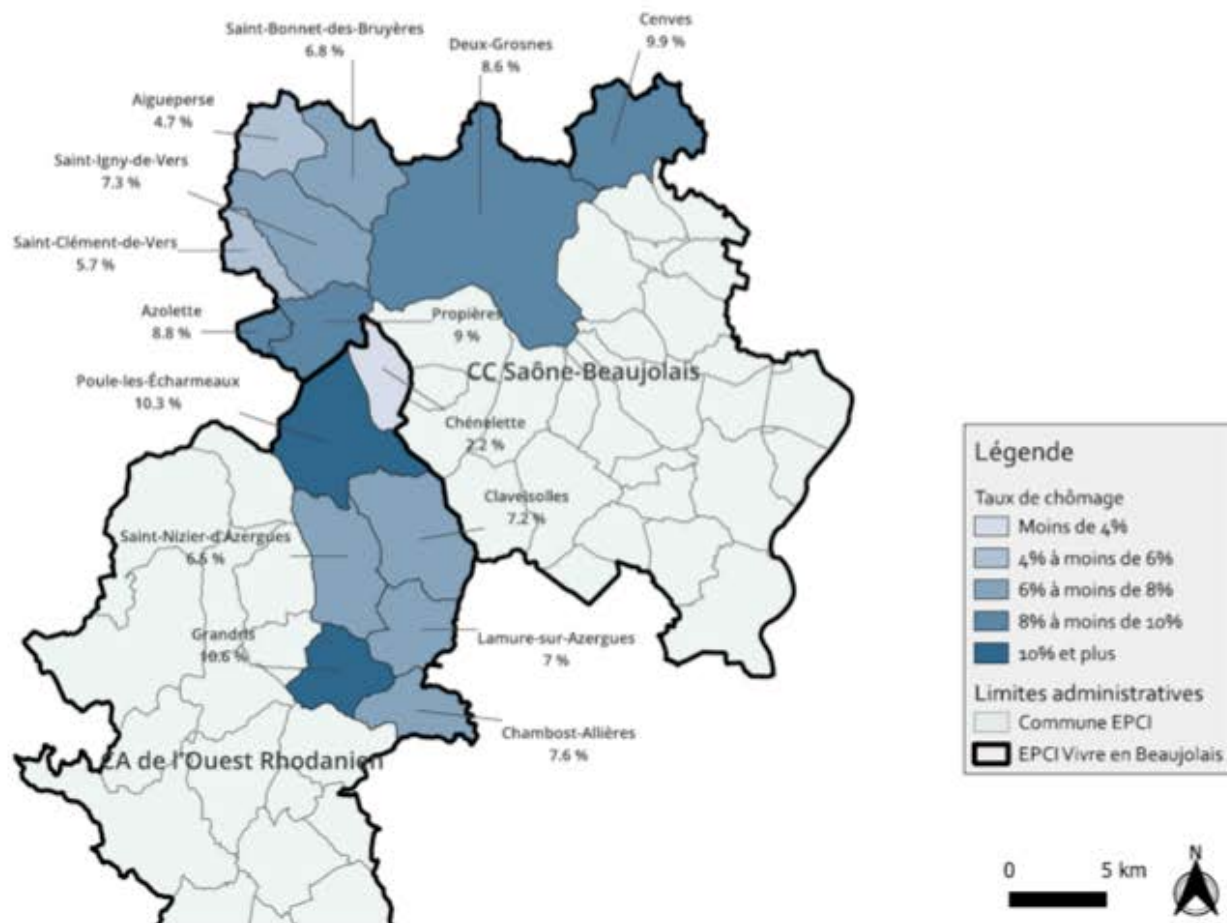 Saint-Bonnet-des-Bruyères
6.8 %
Deux-Grosnes
8.6 %
Cenves
9.9 %
Aigueperse
4.7 %
Saint-Igny-de-Vers
7.3 %
Saint-Clément-de-Vers
5.7 %
Azolette
8.8 %
Propières
9 %
CC Saône-Beaujolais
Poule-les-Écharmeaux
10.3 %
Chénelette
2.2 %
Claveisolles
7.2 %
Saint-Nizier-d'Azergues
6.6 %
Grandris
10.6 %
Lamure-sur-Azergues
7 %
Chambost-Allières
7.6 %
CA de l'Ouest Rhodanien
Légende
Taux de chômage
Moins de 4%
4% à moins de 6%
6% à moins de 8%
8% à moins de 10%
10% et plus
Limites administratives
Commune EPCI
EPCI Vivre en Beaujolais
0 5 km
N